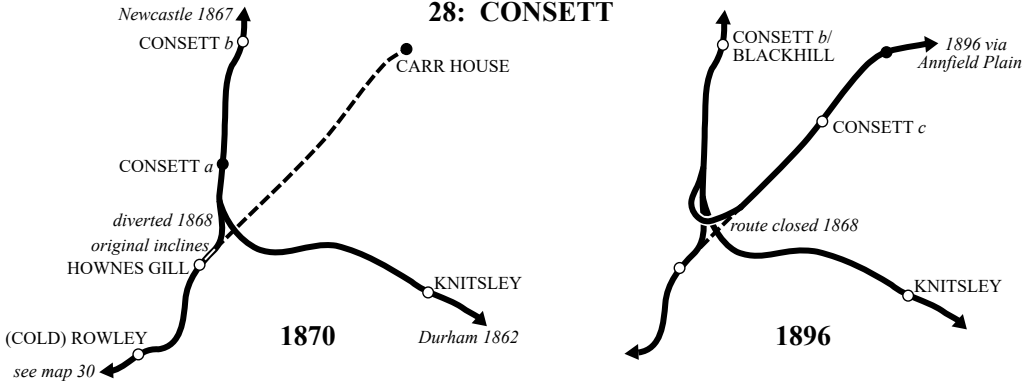 28: CONSETT
Newcastle 1867
CONSETT b
CARR HOUSE
CONSETT a
diverted 1868
original inclines
HOWNES GILL
KNITSLEY
(COLD) ROWLEY
1870
Durham 1862
see map 30
CONSETT b/
BLACKHILL
1896 via
Annfield Plain
CONSETT c
route closed 1868
KNITSLEY
1896